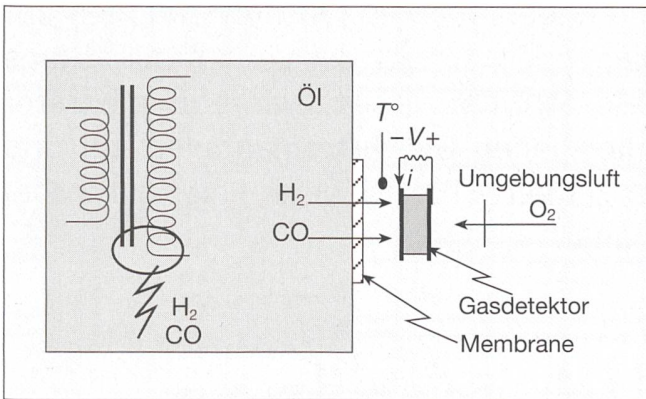 Öl
T°
– V +
i
H₂
CO
Umgebungsluft
O₂
Gasdetektor
Membrane
H₂
CO